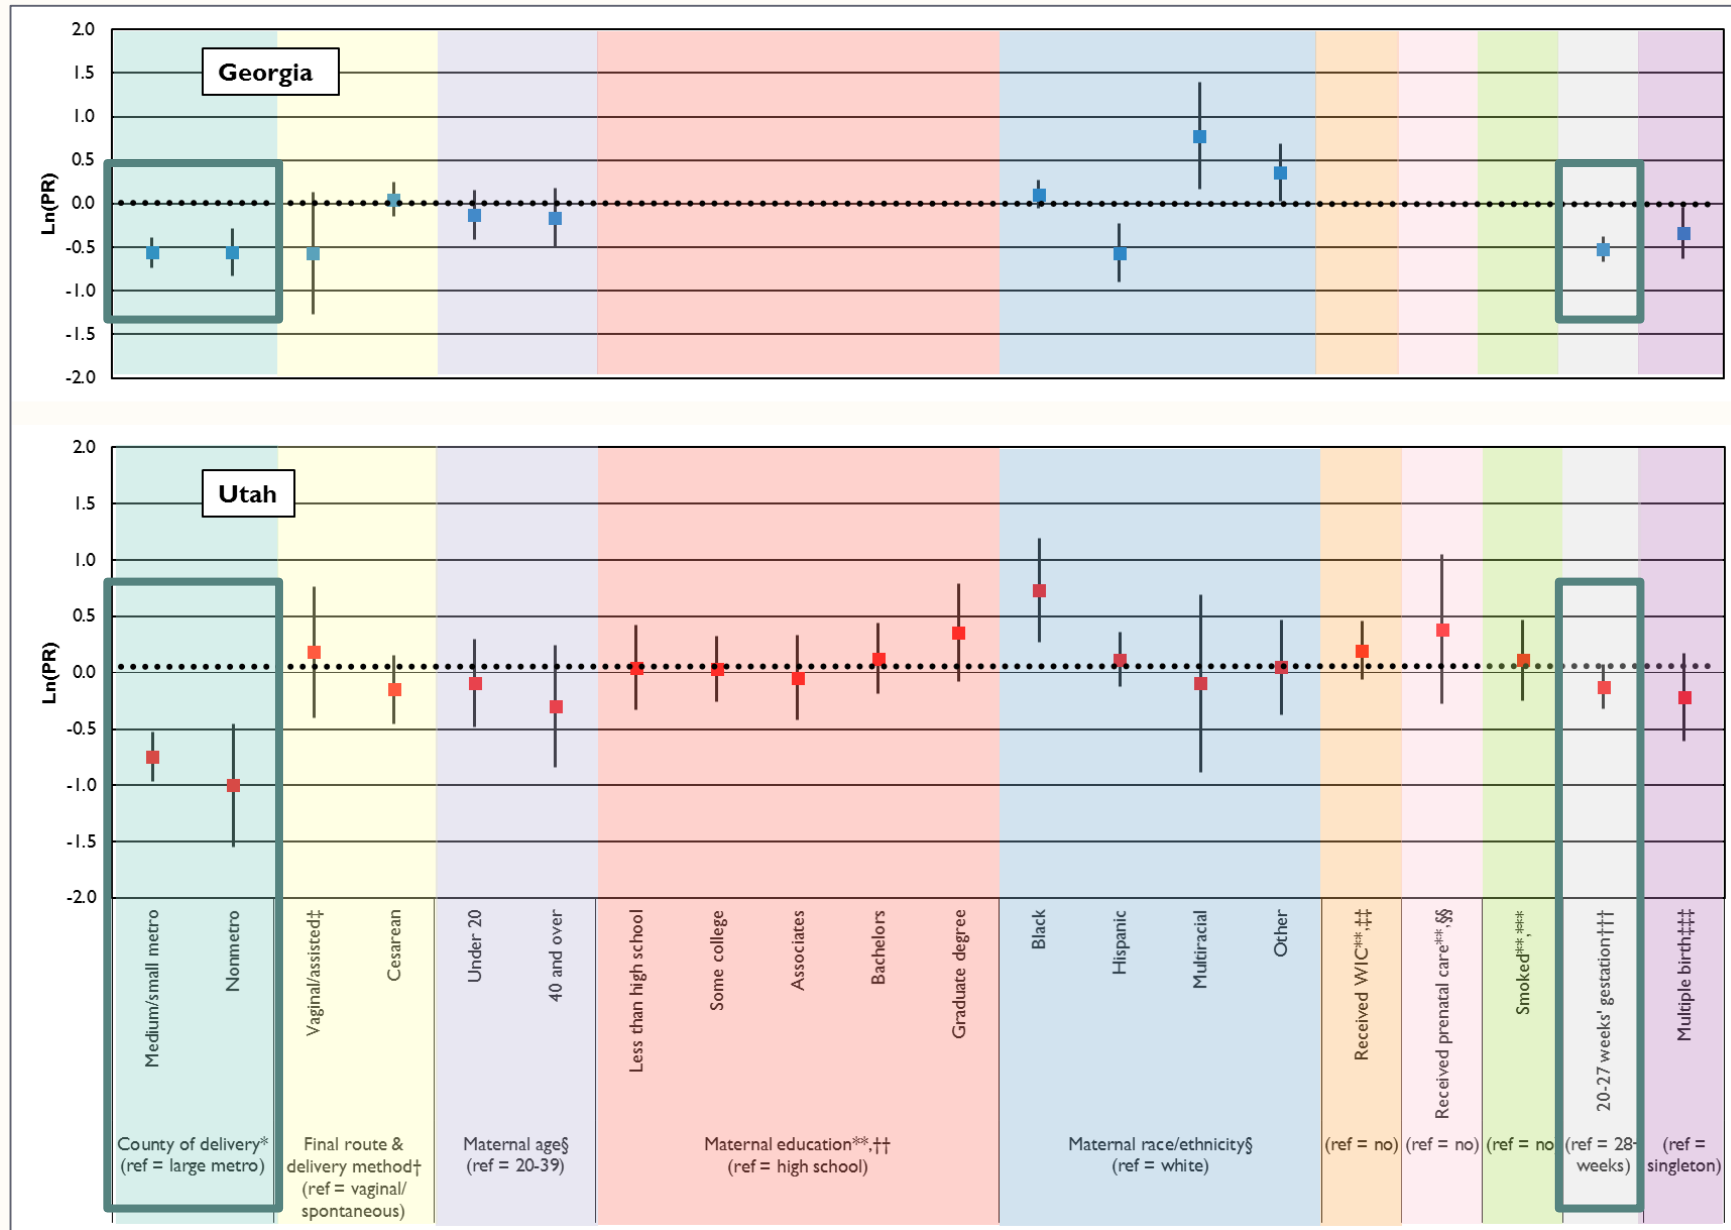 2.0
Georgia
1.5
1.0
0.5
0.0
-0.5
-1.0
-1.5
-2.0
Ln(PR)
2.0
Utah
1.5
1.0
0.5
0.0
-0.5
-1.0
-1.5
-2.0
Ln(PR)
Medium/small metro
Nonmetro
Vaginal/assisted‡
Cesarean
Under 20
40 and over
Less than high school
Some college
Associates
Bachelors
Graduate degree
Black
Hispanic
Multiracial
Other
Received WIC**,‡‡
Received prenatal care**,§§
Smoked**,***
20-27 weeks' gestation†††
Multiple birth‡‡‡
County of delivery*
(ref = large metro)
Final route &
delivery method†
(ref = vaginal/
spontaneous)
Maternal age§
(ref = 20-39)
Maternal education**,††
(ref = high school)
Maternal race/ethnicity§
(ref = white)
(ref = no)
(ref = no)
(ref = no
(ref = 28+
weeks)
(ref =
singleton)